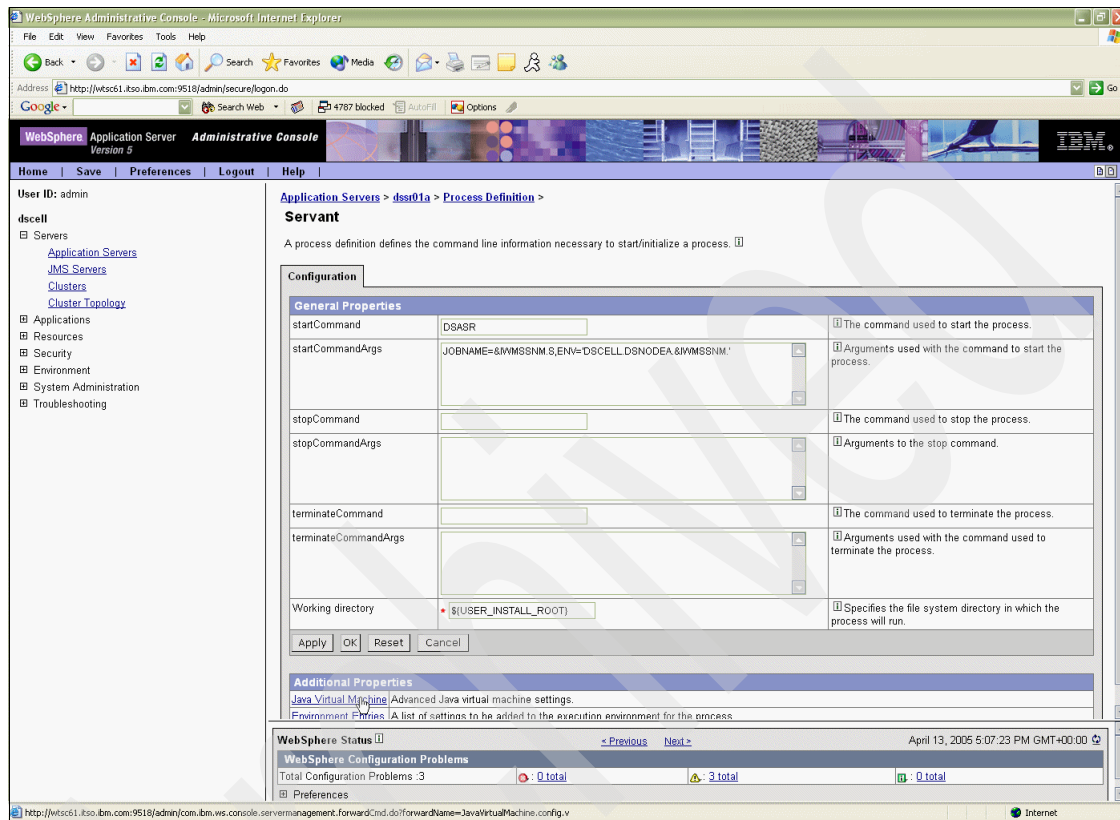 WebSphere Administrative Console - Microsoft Internet Explorer
File Edit View Favorites Tools Help
Back Search Favorites Media
Address http://wtsc61.itso.ibm.com:9518/admin/secure/logon.do Go
Google Search Web 4787 blocked AutoFill Options
WebSphere Application Server Administrative Console
Version 5
IBM.
Home | Save | Preferences | Logout | Help |
User ID: admin
dscell
Servers
Application Servers
JMS Servers
Clusters
Cluster Topology
Applications
Resources
Security
Environment
System Administration
Troubleshooting
Application Servers > dssr01a > Process Definition >
Servant
A process definition defines the command line information necessary to start/initialize a process.
Configuration
General Properties
startCommand DSASR The command used to start the process.
startCommandArgs JOBNAME=&IWMSSNM.S,ENV='DSCELL.DSNODEA.&IWMSSNM.' Arguments used with the command to start the
process.
stopCommand The command used to stop the process.
stopCommandArgs Arguments to the stop command.
terminateCommand The command used to terminate the process.
terminateCommandArgs Arguments used with the command used to
terminate the process.
Working directory * ${USER_INSTALL_ROOT} Specifies the file system directory in which the
process will run.
Apply OK Reset Cancel
Additional Properties
Java Virtual Machine Advanced Java virtual machine settings.
Environment Entries A list of settings to be added to the execution environment for the process
WebSphere Status < Previous Next > April 13, 2005 5:07:23 PM GMT+00:00
WebSphere Configuration Problems
Total Configuration Problems :3 : 0 total : 3 total : 0 total
Preferences
http://wtsc61.itso.ibm.com:9518/admin/com.ibm.ws.console.servermanagement.forwardCmd.do?forwardName=JavaVirtualMachine.config.v Internet